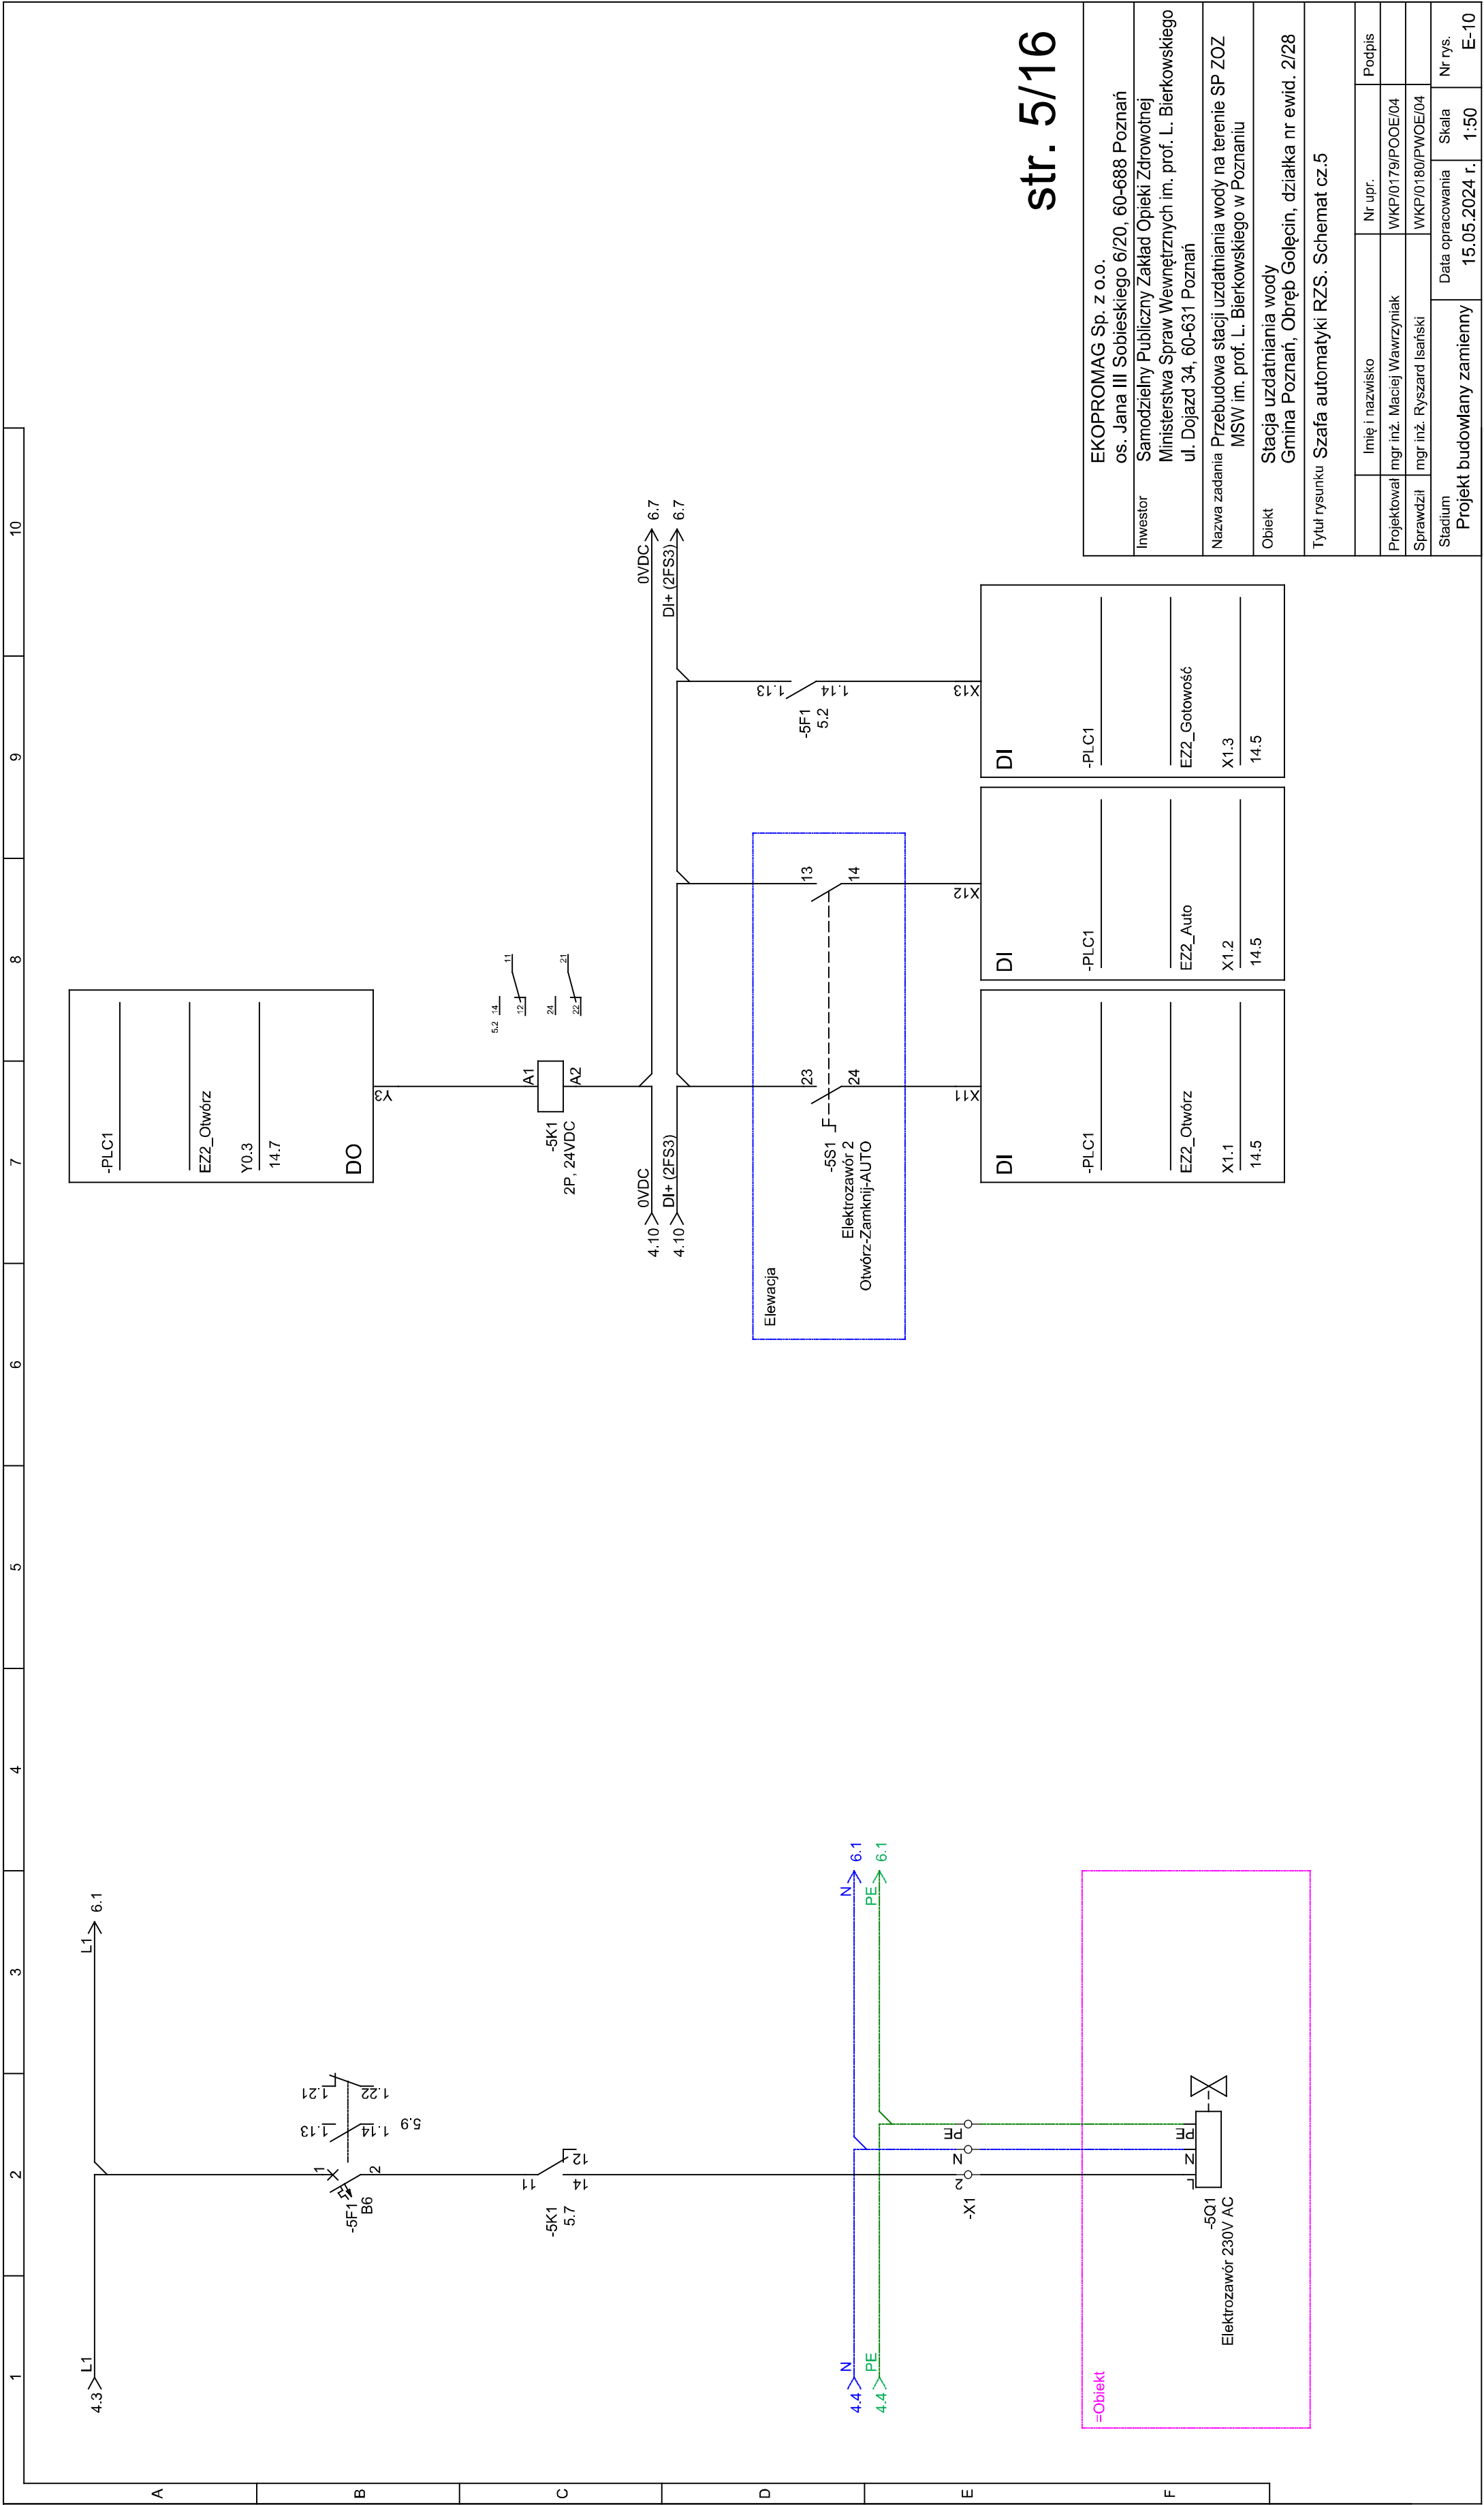 1 2 3 4 5 6 7 8 9 10
A
B
C
D
E
F
4.3 L1
L1 6.1
-5F1
B6
1
2
1.13
1.14
1.21
1.22
5.9
-5K1
5.7
11
14
12
4.4 N
N 6.1
4.4 PE
PE 6.1
-X1
2
N
PE
=Obiekt
L
N
PE
-5Q1
Elektrozawór 230V AC
-PLC1
EZ2_Otwórz
Y0.3
14.7
DO
Y3
-5K1
2P, 24VDC
A1
A2
5.2 14
12
11
24
22
21
4.10 0VDC
0VDC 6.7
4.10 DI+ (2FS3)
DI+ (2FS3) 6.7
Elewacja
-5S1
Elektrozawór 2
Otwórz-Zamknij-AUTO
23
24
13
14
-5F1
5.2
1.13
1.14
X11
X12
X13
DI
-PLC1
EZ2_Otwórz
X1.1
14.5
DI
-PLC1
EZ2_Auto
X1.2
14.5
DI
-PLC1
EZ2_Gotowość
X1.3
14.5
str. 5/16
EKOPROMAG Sp. z o.o.
os. Jana III Sobieskiego 6/20, 60-688 Poznań
Inwestor Samodzielny Publiczny Zakład Opieki Zdrowotnej
Ministerstwa Spraw Wewnętrznych im. prof. L. Bierkowskiego
ul. Dojazd 34, 60-631 Poznań
Nazwa zadania Przebudowa stacji uzdatniania wody na terenie SP ZOZ
MSW im. prof. L. Bierkowskiego w Poznaniu
Obiekt Stacja uzdatniania wody
Gmina Poznań, Obręb Golęcin, działka nr ewid. 2/28
Tytuł rysunku Szafa automatyki RZS. Schemat cz.5
Imię i nazwisko Nr upr. Podpis
Projektował mgr inż. Maciej Wawrzyniak WKP/0179/POOE/04
Sprawdził mgr inż. Ryszard Isański WKP/0180/PWOE/04
Stadium Data opracowania Skala Nr rys.
Projekt budowlany zamienny 15.05.2024 r. 1:50 E-10